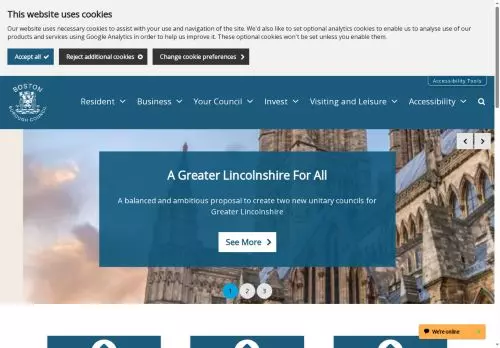 This website uses cookies
Our website uses necessary cookies to assist with your use and navigation of the site. We'd also like to set optional analytics cookies to enable us to analyse use of our
products and services using Google Analytics in order to help us improve it. These optional cookies won't be set unless you enable them.
Accept all
Reject additional cookies
Change cookie preferences
Accessibility Tools
BOSTON
BOROUGH COUNCIL
Resident
Business
Your Council
Invest
Visiting and Leisure
Accessibility
A Greater Lincolnshire For All
A balanced and ambitious proposal to create two new unitary councils for
Greater Lincolnshire
See More
1 2 3
We're online